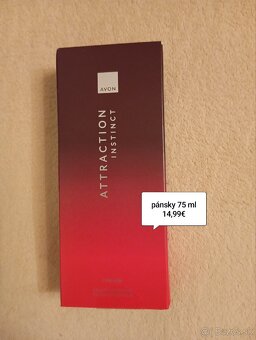 AVON
ATTRACTION
INSTINCT
pánsky 75 ml
14,99€